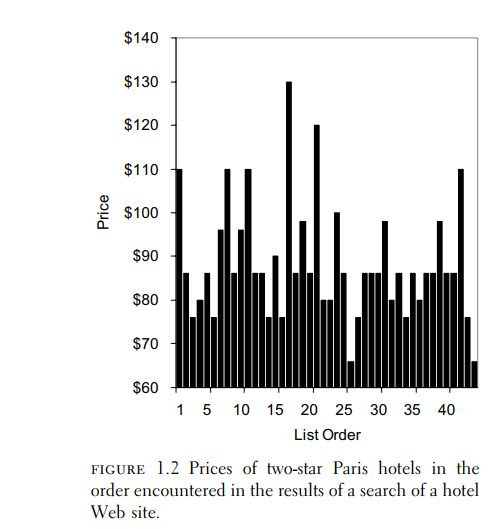 $140
$130
$120
$110
$100
$90
$80
$70
$60
Price
1 5 10 15 20 25 30 35 40
List Order
FIGURE 1.2 Prices of two-star Paris hotels in the
order encountered in the results of a search of a hotel
Web site.